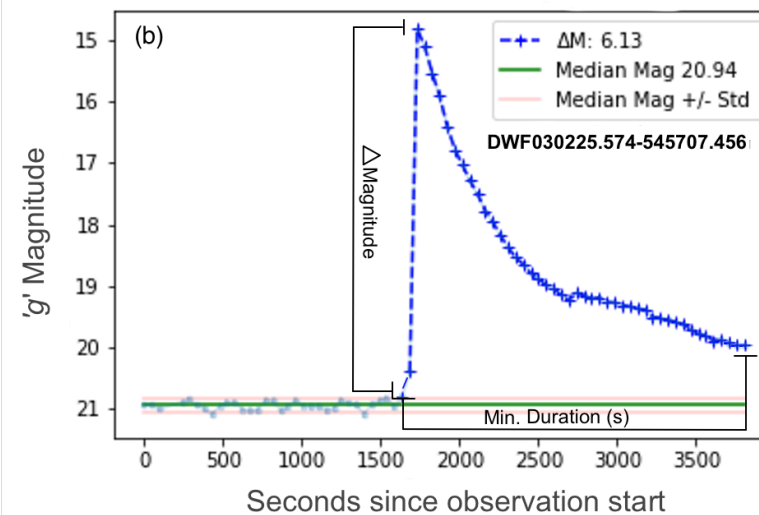 (b)
ΔM: 6.13
Median Mag 20.94
Median Mag +/- Std
DWF030225.574-545707.456
△Magnitude
Min. Duration (s)
15
16
17
18
19
20
21
'g' Magnitude
0
500
1000
1500
2000
2500
3000
3500
Seconds since observation start